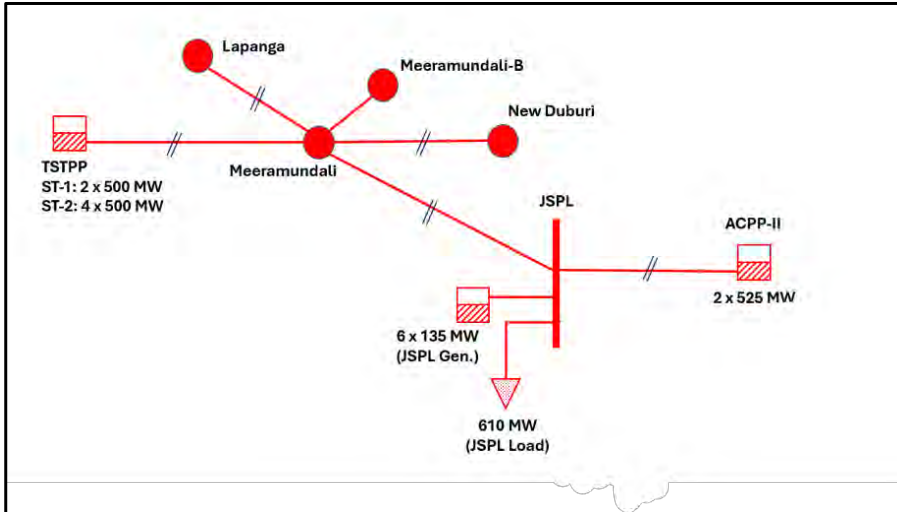 Lapanga
Meeramundali-B
New Duburi
TSTPP
ST-1: 2 x 500 MW
ST-2: 4 x 500 MW
Meeramundali
JSPL
ACPP-II
2 x 525 MW
6 x 135 MW
(JSPL Gen.)
610 MW
(JSPL Load)